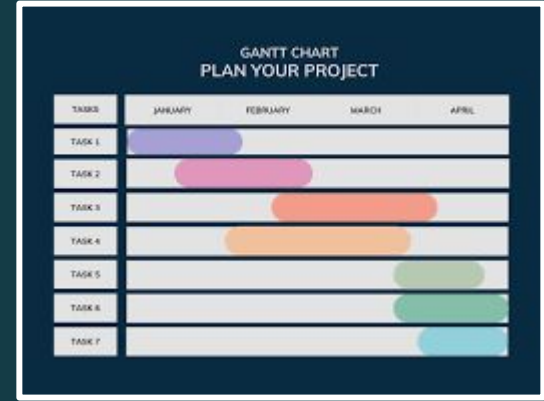 GANTT CHART
PLAN YOUR PROJECT
TASKS JANUARY FEBRUARY MARCH APRIL
TASK 1
TASK 2
TASK 3
TASK 4
TASK 5
TASK 6
TASK 7